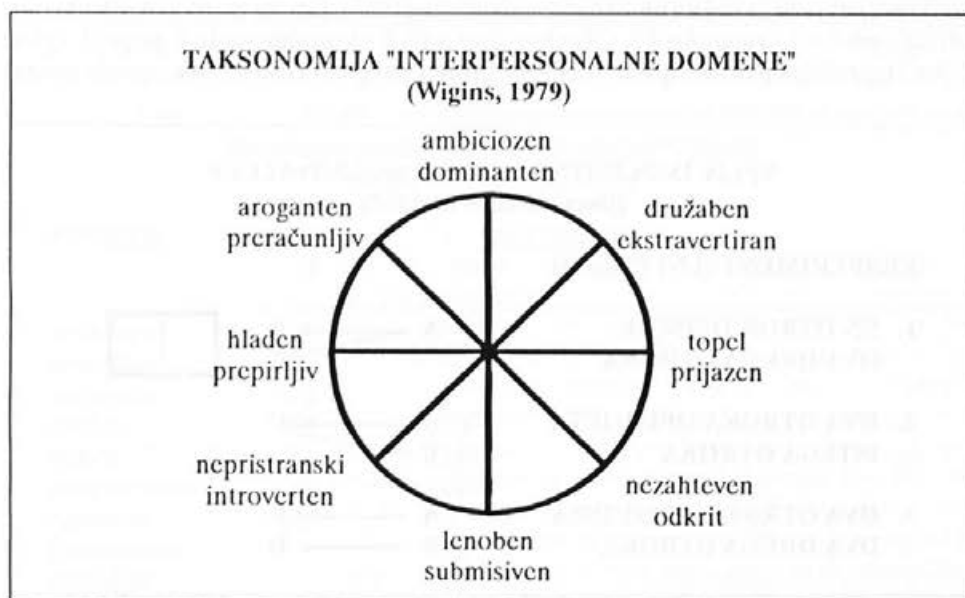 TAKSONOMIJA "INTERPERSONALNE DOMENE"
(Wigins, 1979)
ambiciozen
dominanten
aroganten
preračunljiv
družaben
ekstravertiran
hladen
prepirljiv
topel
prijazen
nepristranski
introverten
nezahteven
odkrit
lenoben
submisiven